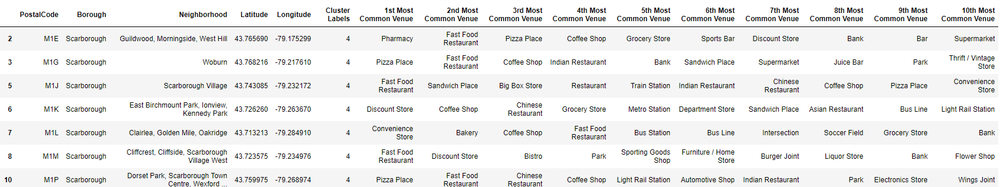 PostalCode Borough Neighborhood Latitude Longitude Cluster Labels 1st Most Common Venue 2nd Most Common Venue 3rd Most Common Venue 4th Most Common Venue 5th Most Common Venue 6th Most Common Venue 7th Most Common Venue 8th Most Common Venue 9th Most Common Venue 10th Most Common Venue
2 M1E Scarborough Guildwood, Morningside, West Hill 43.765690 -79.175299 4 Pharmacy Fast Food Restaurant Pizza Place Coffee Shop Grocery Store Sports Bar Discount Store Bank Bar Supermarket
3 M1G Scarborough Woburn 43.768216 -79.217610 4 Pizza Place Fast Food Restaurant Coffee Shop Indian Restaurant Bank Sandwich Place Supermarket Juice Bar Park Thrift / Vintage Store
5 M1J Scarborough Scarborough Village 43.743085 -79.232172 4 Fast Food Restaurant Sandwich Place Big Box Store Restaurant Train Station Indian Restaurant Chinese Restaurant Coffee Shop Pizza Place Convenience Store
6 M1K Scarborough East Birchmount Park, Ionview, Kennedy Park 43.726260 -79.263670 4 Discount Store Coffee Shop Chinese Restaurant Grocery Store Metro Station Department Store Sandwich Place Asian Restaurant Bus Line Light Rail Station
7 M1L Scarborough Clairlea, Golden Mile, Oakridge 43.713213 -79.284910 4 Convenience Store Bakery Coffee Shop Fast Food Restaurant Bus Station Bus Line Intersection Soccer Field Grocery Store Bank
8 M1M Scarborough Cliffcrest, Cliffside, Scarborough Village West 43.723575 -79.234976 4 Fast Food Restaurant Discount Store Bistro Park Sporting Goods Shop Furniture / Home Store Burger Joint Liquor Store Bank Flower Shop
10 M1P Scarborough Dorset Park, Scarborough Town Centre, Wexford ... 43.759975 -79.268974 4 Pizza Place Fast Food Restaurant Chinese Restaurant Coffee Shop Light Rail Station Automotive Shop Indian Restaurant Park Electronics Store Wings Joint